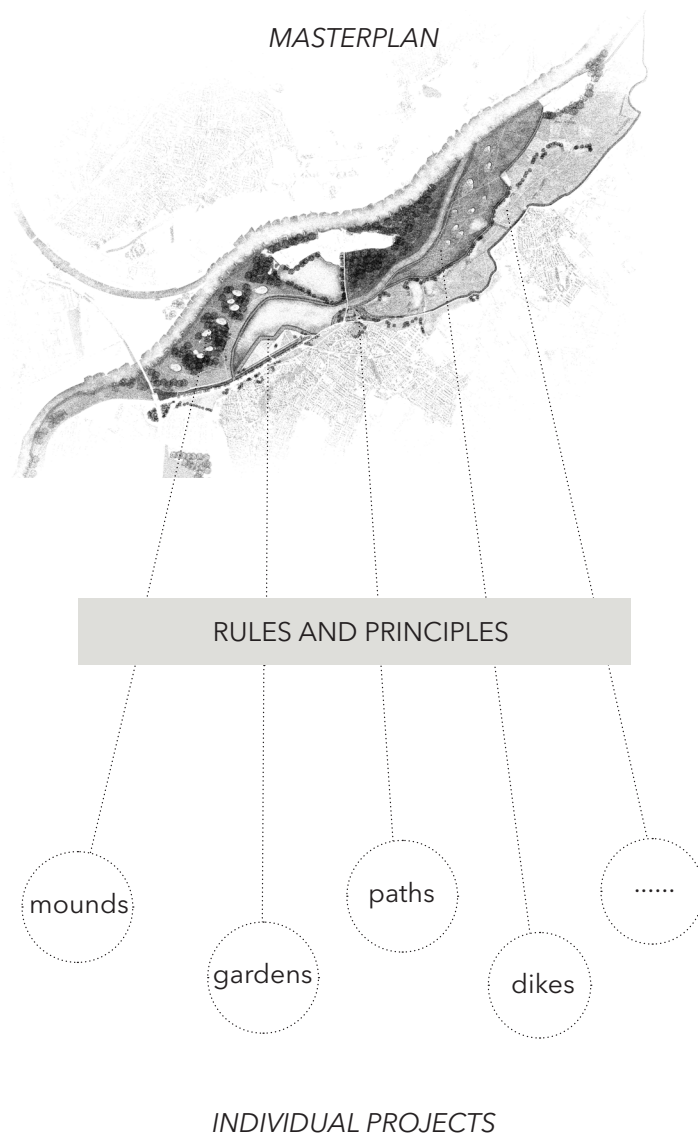 MASTERPLAN
RULES AND PRINCIPLES
mounds
gardens
paths
dikes
......
INDIVIDUAL PROJECTS